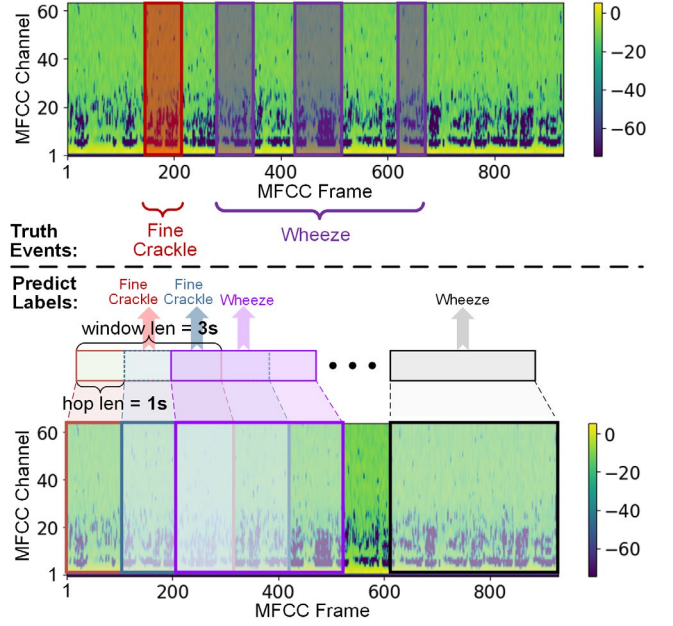 60
40
20
1
MFCC Channel
1 200 400 600 800
MFCC Frame
0
−20
−40
−60
Truth
Events:
Fine
Crackle
Wheeze
Predict
Labels:
Fine
Crackle
Fine
Crackle
Wheeze
Wheeze
window len = 3s
hop len = 1s
60
40
20
1
MFCC Channel
1 200 400 600 800
MFCC Frame
0
−20
−40
−60